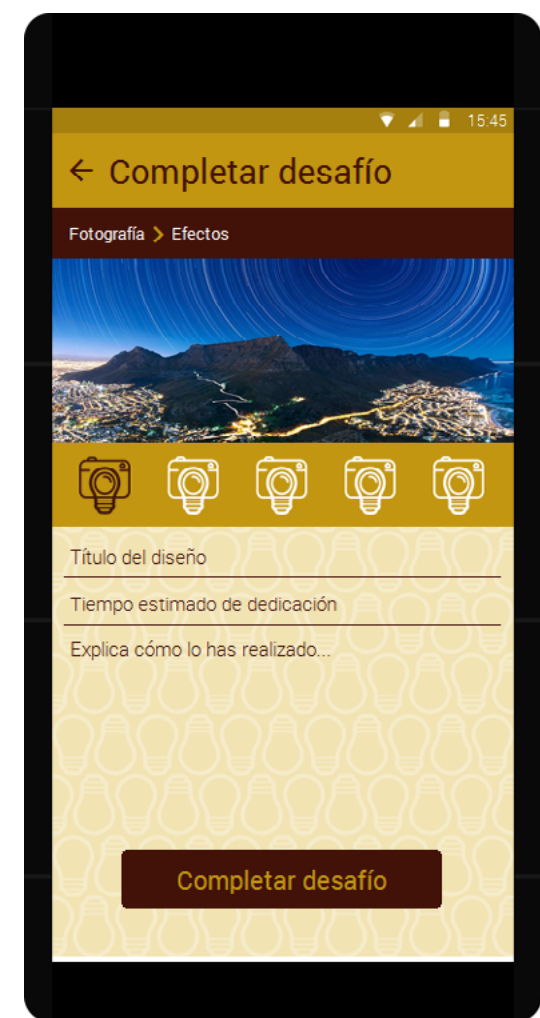 15:45
Completar desafío
Fotografía > Efectos
Título del diseño
Tiempo estimado de dedicación
Explica cómo lo has realizado...
Completar desafío